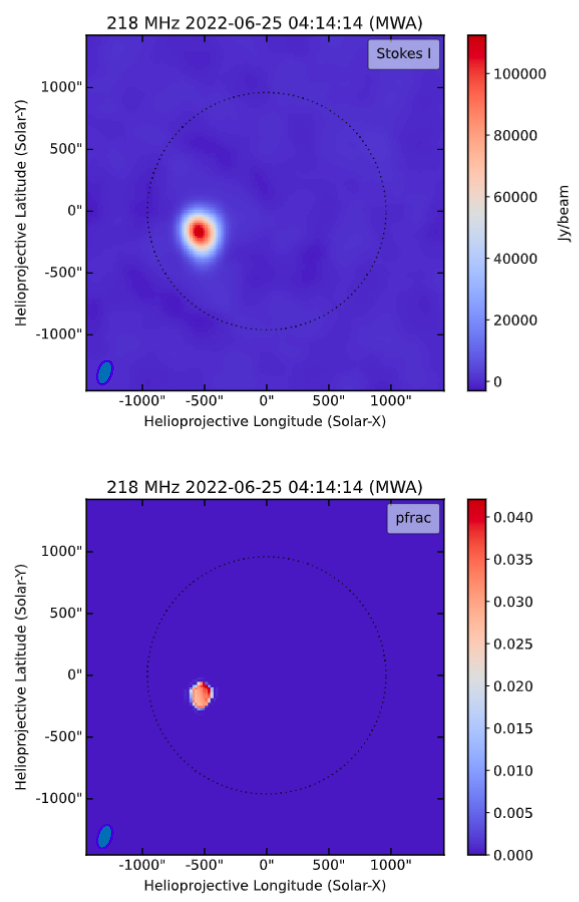 218 MHz 2022-06-25 04:14:14 (MWA)
Stokes I
1000"
500"
0"
-500"
-1000"
Helioprojective Latitude (Solar-Y)
-1000" -500" 0" 500" 1000"
Helioprojective Longitude (Solar-X)
100000
80000
60000
40000
20000
0
Jy/beam
218 MHz 2022-06-25 04:14:14 (MWA)
pfrac
1000"
500"
0"
-500"
-1000"
Helioprojective Latitude (Solar-Y)
-1000" -500" 0" 500" 1000"
Helioprojective Longitude (Solar-X)
0.040
0.035
0.030
0.025
0.020
0.015
0.010
0.005
0.000